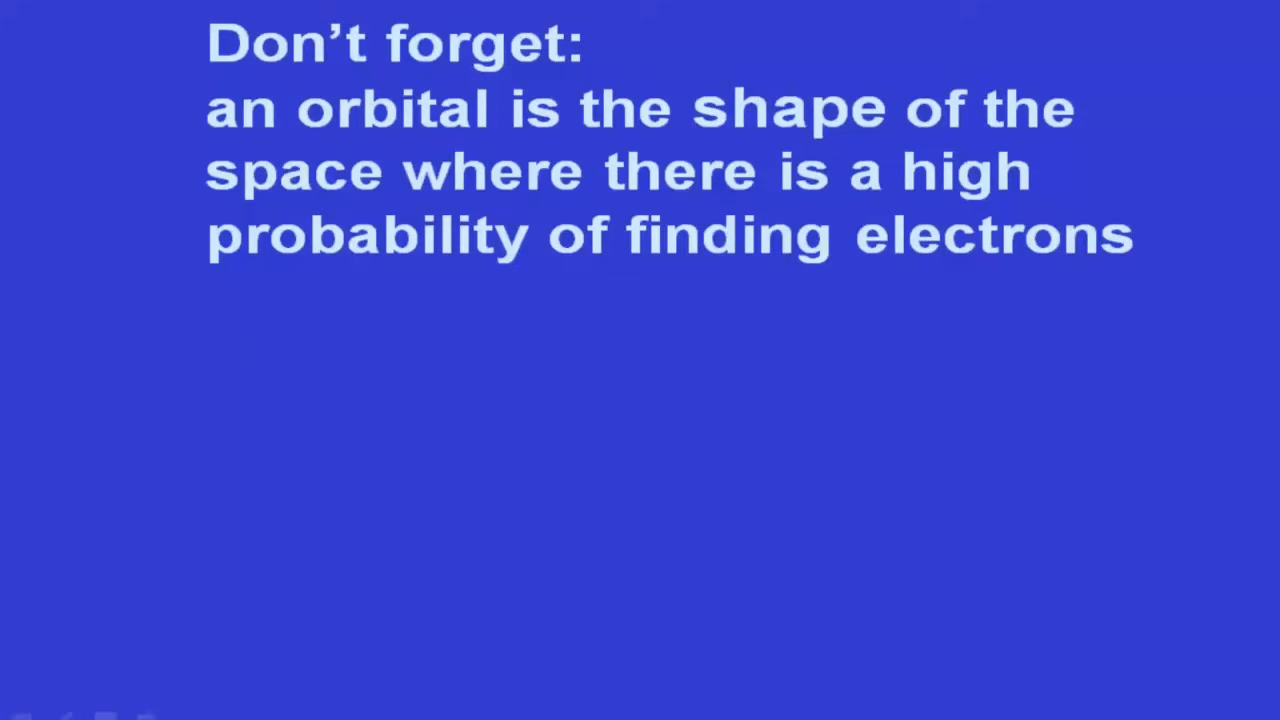 Don’t forget:
an orbital is the shape of the
space where there is a high
probability of finding electrons